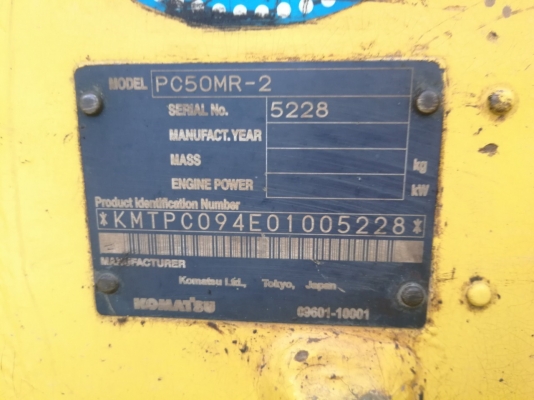 MODEL PC50MR-2
SERIAL No. 5228
MANUFACT.YEAR
MASS kg
ENGINE POWER kW
Product Identification Number
*KMTPC094E01005228*
MANUFACTURER
Komatsu Ltd., Tokyo, Japan
KOMATSU 09601-10001